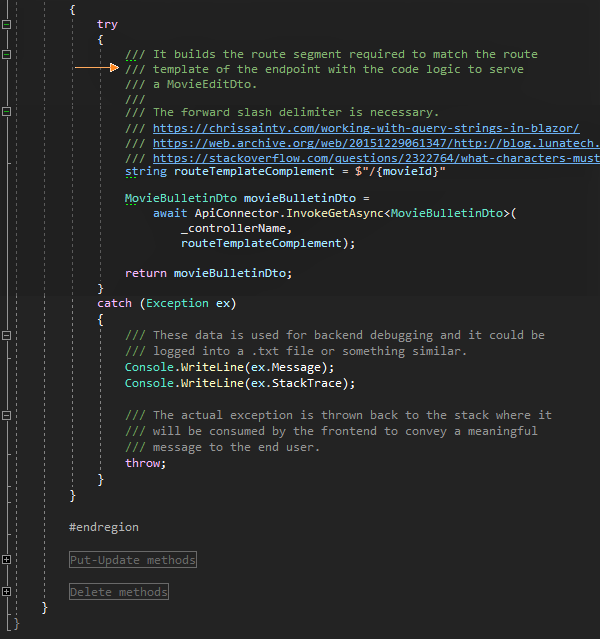 {
try
{
/// It builds the route segment required to match the route
/// template of the endpoint with the code logic to serve
/// a MovieEditDto.
///
/// The forward slash delimiter is necessary.
/// https://chrissainty.com/working-with-query-strings-in-blazor/
/// https://web.archive.org/web/20151229061347/http://blog.lunatech.
/// https://stackoverflow.com/questions/2322764/what-characters-must
string routeTemplateComplement = $"/{movieId}"
MovieBulletinDto movieBulletinDto =
await ApiConnector.InvokeGetAsync<MovieBulletinDto>(
_controllerName,
routeTemplateComplement);
return movieBulletinDto;
}
catch (Exception ex)
{
/// These data is used for backend debugging and it could be
/// logged into a .txt file or something similar.
Console.WriteLine(ex.Message);
Console.WriteLine(ex.StackTrace);
/// The actual exception is thrown back to the stack where it
/// will be consumed by the frontend to convey a meaningful
/// message to the end user.
throw;
}
}
#endregion
Put-Update methods
Delete methods
}
}